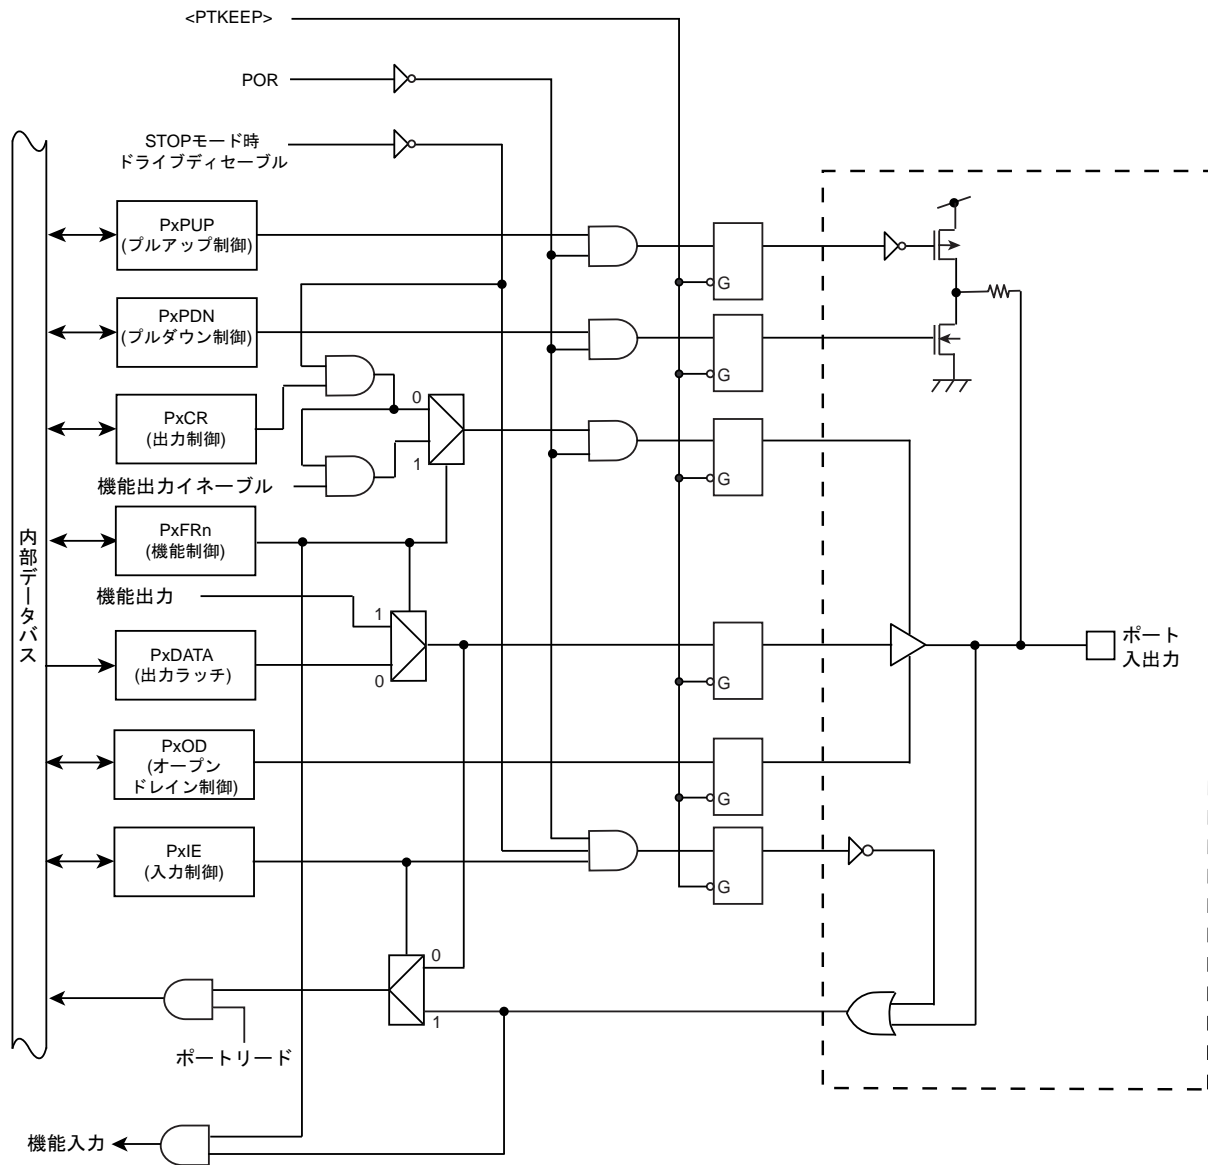 <PTKEEP>
POR
STOPモード時
ドライブディセーブル
PxPUP
(プルアップ制御)
G
PxPDN
(プルダウン制御)
G
PxCR
(出力制御)
0
1
G
機能出力イネーブル
PxFRn
(機能制御)
内部データバス
機能出力
1
0
PxDATA
(出力ラッチ)
G
ポート
入出力
PxOD
(オープン
ドレイン制御)
G
PxIE
(入力制御)
G
0
1
ポートリード
機能入力